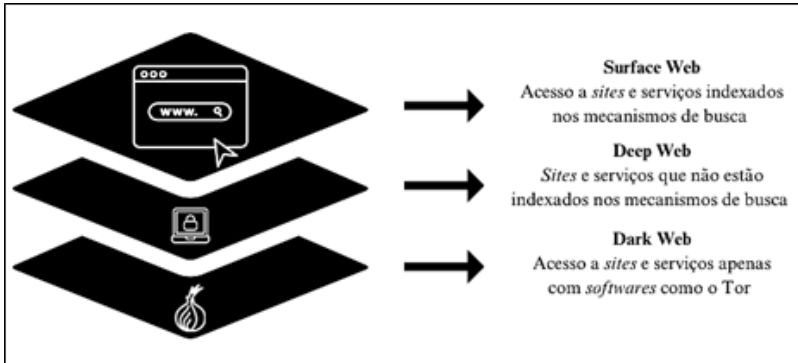 www.
Surface Web
Acesso a sites e serviços indexados
nos mecanismos de busca
Deep Web
Sites e serviços que não estão
indexados nos mecanismos de busca
Dark Web
Acesso a sites e serviços apenas
com softwares como o Tor